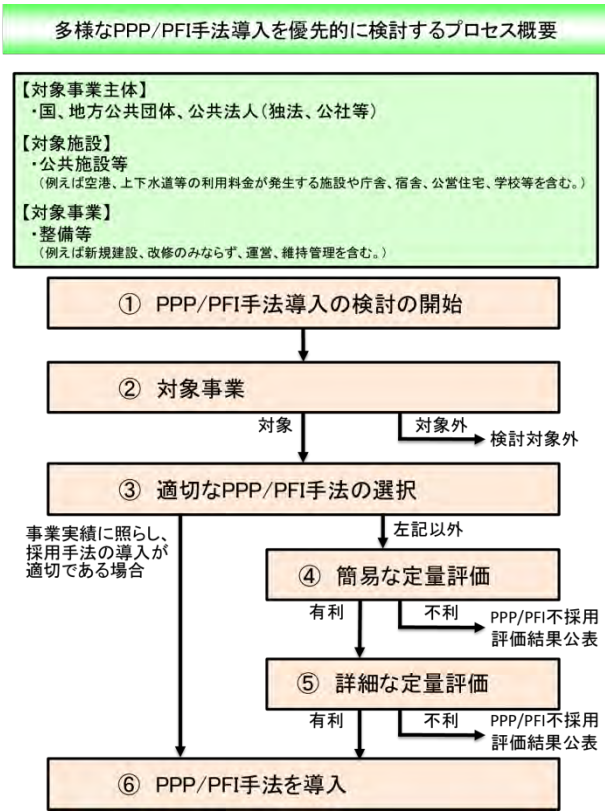 多様なPPP/PFI手法導入を優先的に検討するプロセス概要
【対象事業主体】
・国、地方公共団体、公共法人(独法、公社等)
【対象施設】
・公共施設等
(例えば空港、上下水道等の利用料金が発生する施設や庁舎、宿舎、公営住宅、学校等を含む。)
【対象事業】
・整備等
(例えば新規建設、改修のみならず、運営、維持管理を含む。)
① PPP/PFI手法導入の検討の開始
② 対象事業
対象
対象外
検討対象外
③ 適切なPPP/PFI手法の選択
事業実績に照らし、
採用手法の導入が
適切である場合
左記以外
④ 簡易な定量評価
有利
不利
PPP/PFI不採用
評価結果公表
⑤ 詳細な定量評価
有利
不利
PPP/PFI不採用
評価結果公表
⑥ PPP/PFI手法を導入